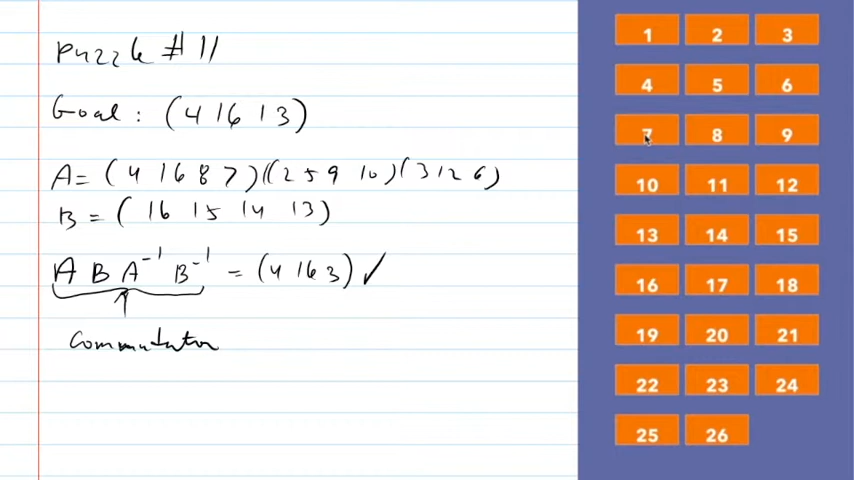 Puzzle # 11
Goal : (4 16 13)
A = (4 16 8 7)(2 5 9 10)(3 12 6)
B = (16 15 14 13)
A B A⁻¹ B⁻¹ = (4 16 3) ✓
Commutator
1 2 3
4 5 6
7 8 9
10 11 12
13 14 15
16 17 18
19 20 21
22 23 24
25 26